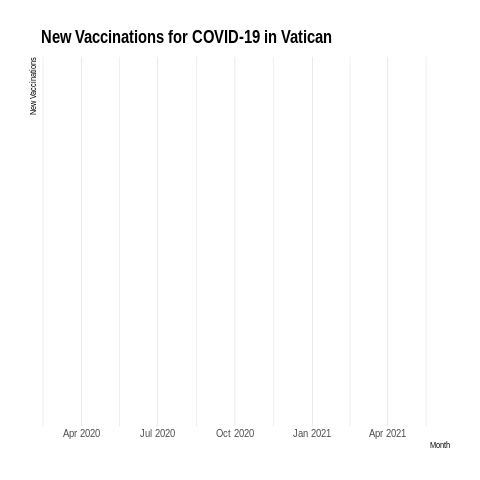 New Vaccinations for COVID-19 in Vatican
New Vaccinations
Apr 2020 Jul 2020 Oct 2020 Jan 2021 Apr 2021
Month